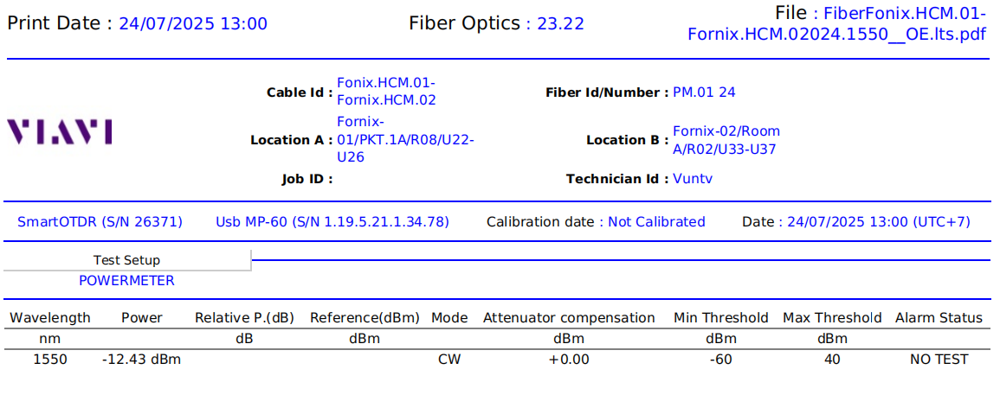 Print Date : 24/07/2025 13:00
Fiber Optics : 23.22
File : FiberFonix.HCM.01-
Fornix.HCM.02024.1550__OE.lts.pdf
VIAVI
Cable Id : Fonix.HCM.01-
Fornix.HCM.02
Fiber Id/Number : PM.01 24
Location A : Fornix-
01/PKT.1A/R08/U22-
U26
Location B : Fornix-02/Room
A/R02/U33-U37
Job ID :
Technician Id : Vuntv
SmartOTDR (S/N 26371) Usb MP-60 (S/N 1.19.5.21.1.34.78) Calibration date : Not Calibrated Date : 24/07/2025 13:00 (UTC+7)
Test Setup
POWERMETER
Wavelength Power Relative P.(dB) Reference(dBm) Mode Attenuator compensation Min Threshold Max Threshold Alarm Status
nm dB dBm dBm dBm dBm
1550 -12.43 dBm CW +0.00 -60 40 NO TEST